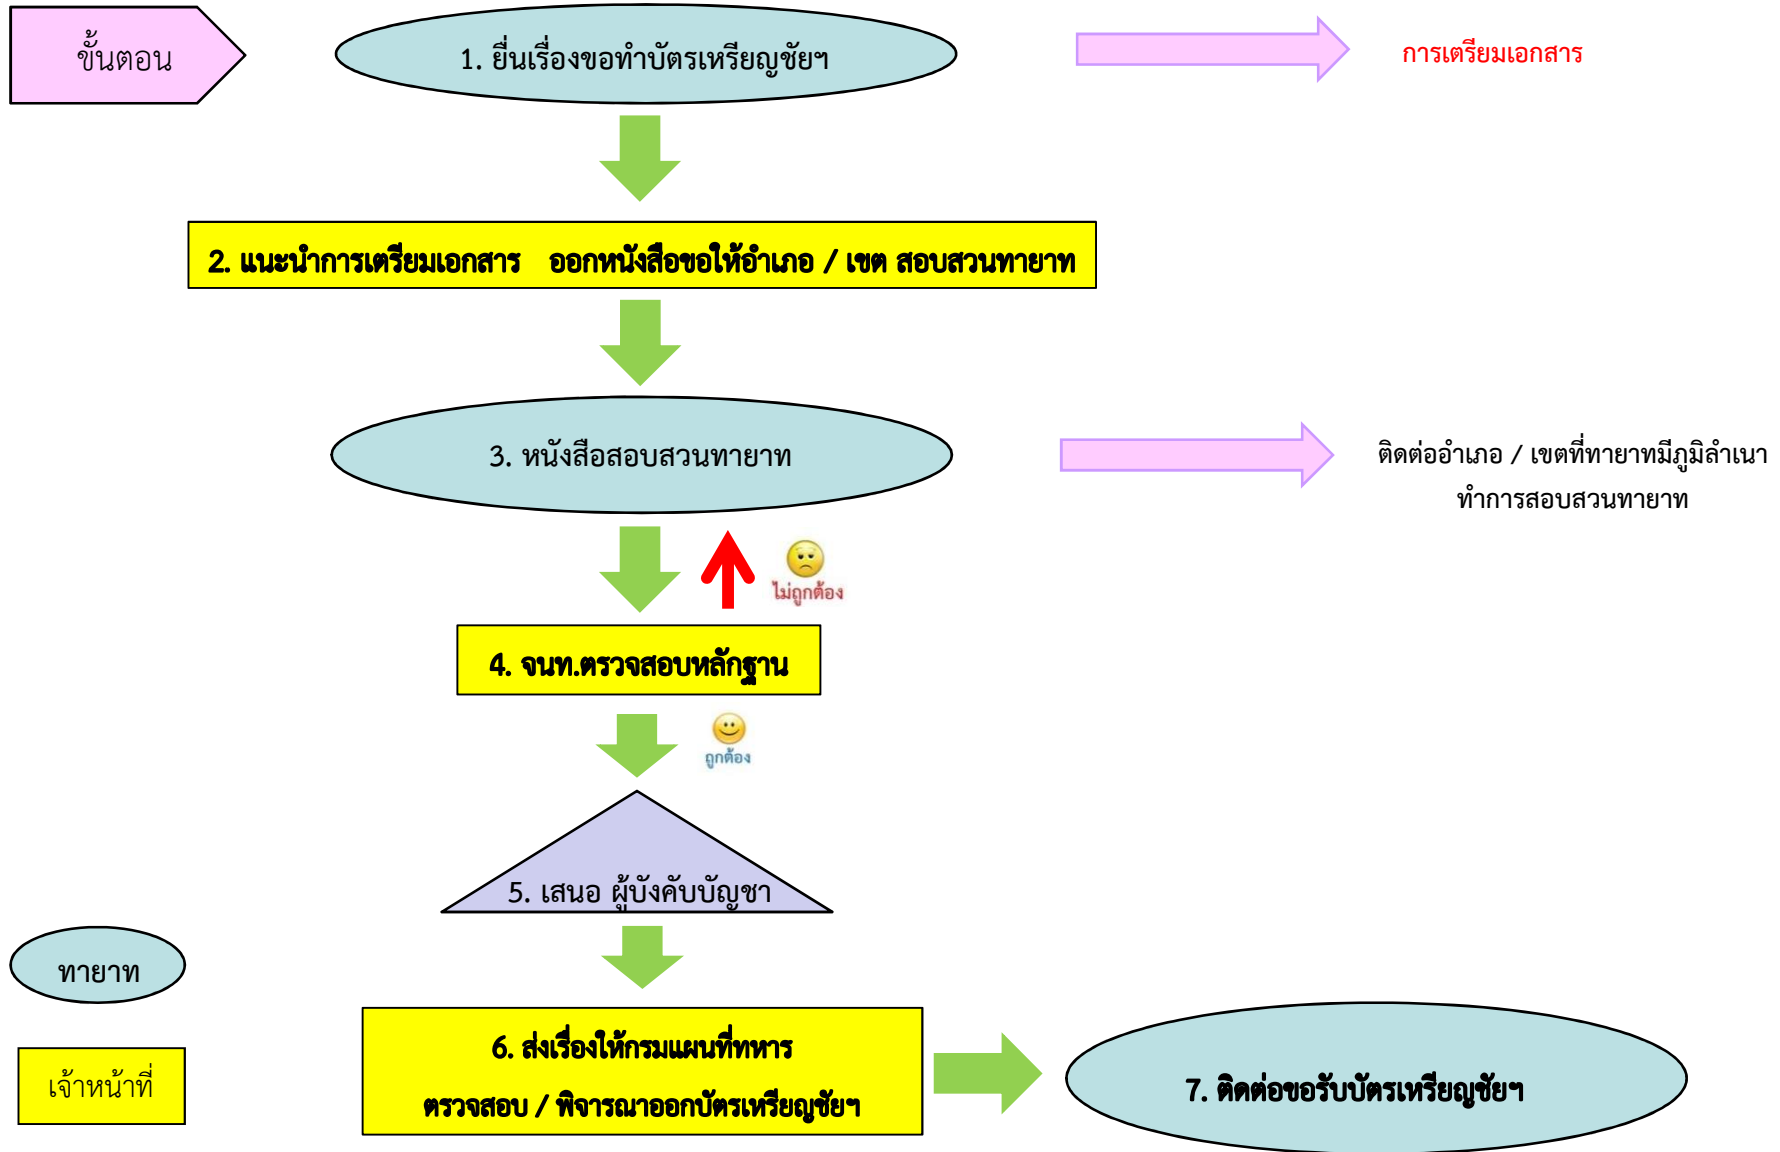 ขั้นตอน
1. ยื่นเรื่องขอทำบัตรเหรียญชัยฯ
การเตรียมเอกสาร
2. แนะนำการเตรียมเอกสาร ออกหนังสือขอให้อำเภอ / เขต สอบสวนทายาท
3. หนังสือสอบสวนทายาท
ติดต่ออำเภอ / เขตที่ทายาทมีภูมิลำเนา
ทำการสอบสวนทายาท
ไม่ถูกต้อง
4. จนท.ตรวจสอบหลักฐาน
ถูกต้อง
5. เสนอ ผู้บังคับบัญชา
ทายาท
เจ้าหน้าที่
6. ส่งเรื่องให้กรมแผนที่ทหาร
ตรวจสอบ / พิจารณาออกบัตรเหรียญชัยฯ
7. ติดต่อขอรับบัตรเหรียญชัยฯ